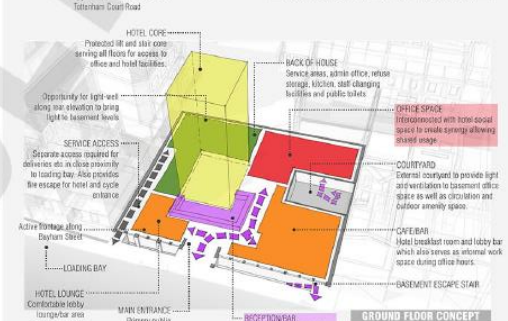 Tottenham Court Road
HOTEL CORE
Protected lift and stair core
serving all floors for access to
office and hotel facilities.
BACK OF HOUSE
Service areas, admin office, refuse
storage, kitchen, staff changing
facilities and public toilets
Opportunity for light-well
along rear elevation to bring
light to basement levels
OFFICE SPACE
Interconnected with hotel social
space to create synergy allowing
shared usage
SERVICE ACCESS
Separate access required for
deliveries etc in close proximity
to loading bay. Also provides
fire escape for hotel and cycle
entrance
COURTYARD
External courtyard to provide light
and ventilation to basement office
space as well as circulation and
outdoor amenity space.
Active frontage along
Bayham Street
CAFE/BAR
Hotel breakfast room and lobby bar
which also serves as informal work
space during office hours.
LOADING BAY
BASEMENT ESCAPE STAIR
HOTEL LOUNGE
Comfortable lobby
lounge/bar area
MAIN ENTRANCE
Primary public
RECEPTION/BAR
GROUND FLOOR CONCEPT